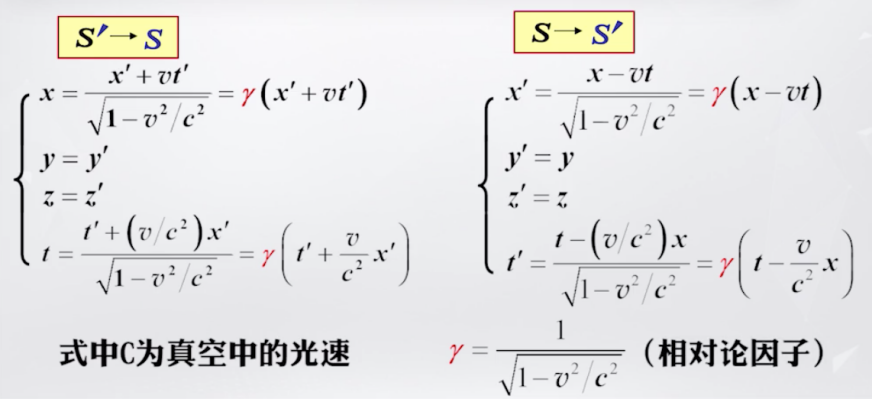 S′→S
x = (x′+vt′)/√(1−v²/c²) = γ(x′+vt′)
y = y′
z = z′
t = (t′+(v/c²)x′)/√(1−v²/c²) = γ(t′+(v/c²)x′)
S→S′
x′ = (x−vt)/√(1−v²/c²) = γ(x−vt)
y′ = y
z′ = z
t′ = (t−(v/c²)x)/√(1−v²/c²) = γ(t−(v/c²)x)
式中C为真空中的光速
γ = 1/√(1−v²/c²)（相对论因子）